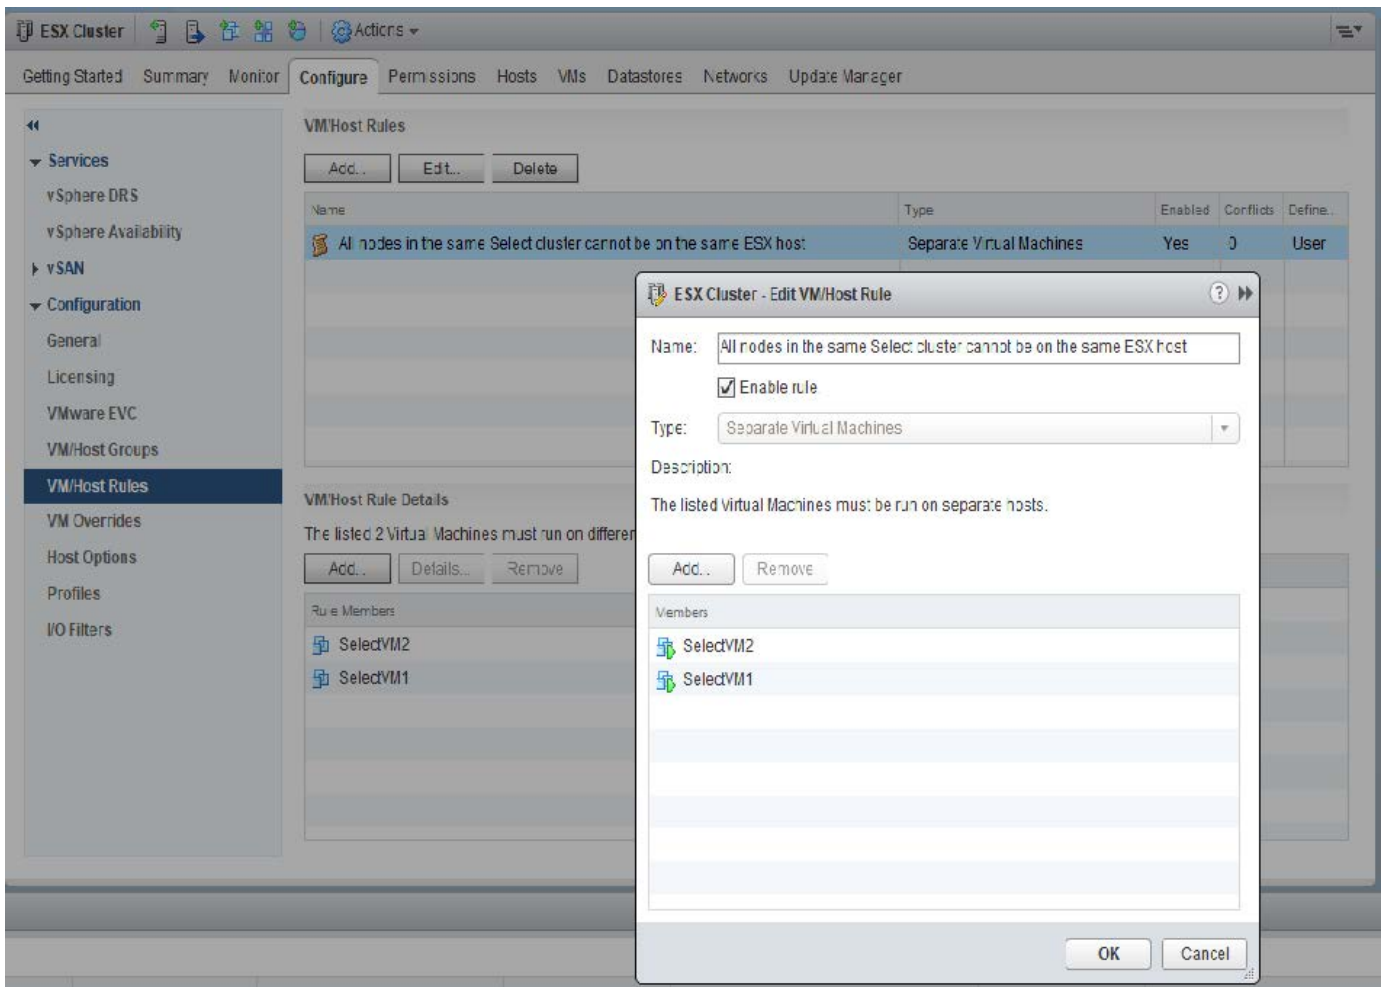 ESX Cluster Actions
Getting Started Summary Monitor Configure Permissions Hosts VMs Datastores Networks Update Manager
VM/Host Rules
Services
Add... Edit... Delete
vSphere DRS
Name Type Enabled Conflicts Define...
vSphere Availability
All nodes in the same Select cluster cannot be on the same ESX host Separate Virtual Machines Yes 0 User
vSAN
Configuration
General
Licensing
VMware EVC
VM/Host Groups
VM/Host Rules
VM Overrides
Host Options
Profiles
I/O Filters
VM/Host Rule Details
The listed 2 Virtual Machines must run on differen
Add... Details... Remove
Rule Members
SelectVM2
SelectVM1
ESX Cluster - Edit VM/Host Rule ?
Name: All nodes in the same Select cluster cannot be on the same ESX host
Enable rule
Type: Separate Virtual Machines
Description:
The listed Virtual Machines must be run on separate hosts.
Add... Remove
Members
SelectVM2
SelectVM1
OK Cancel